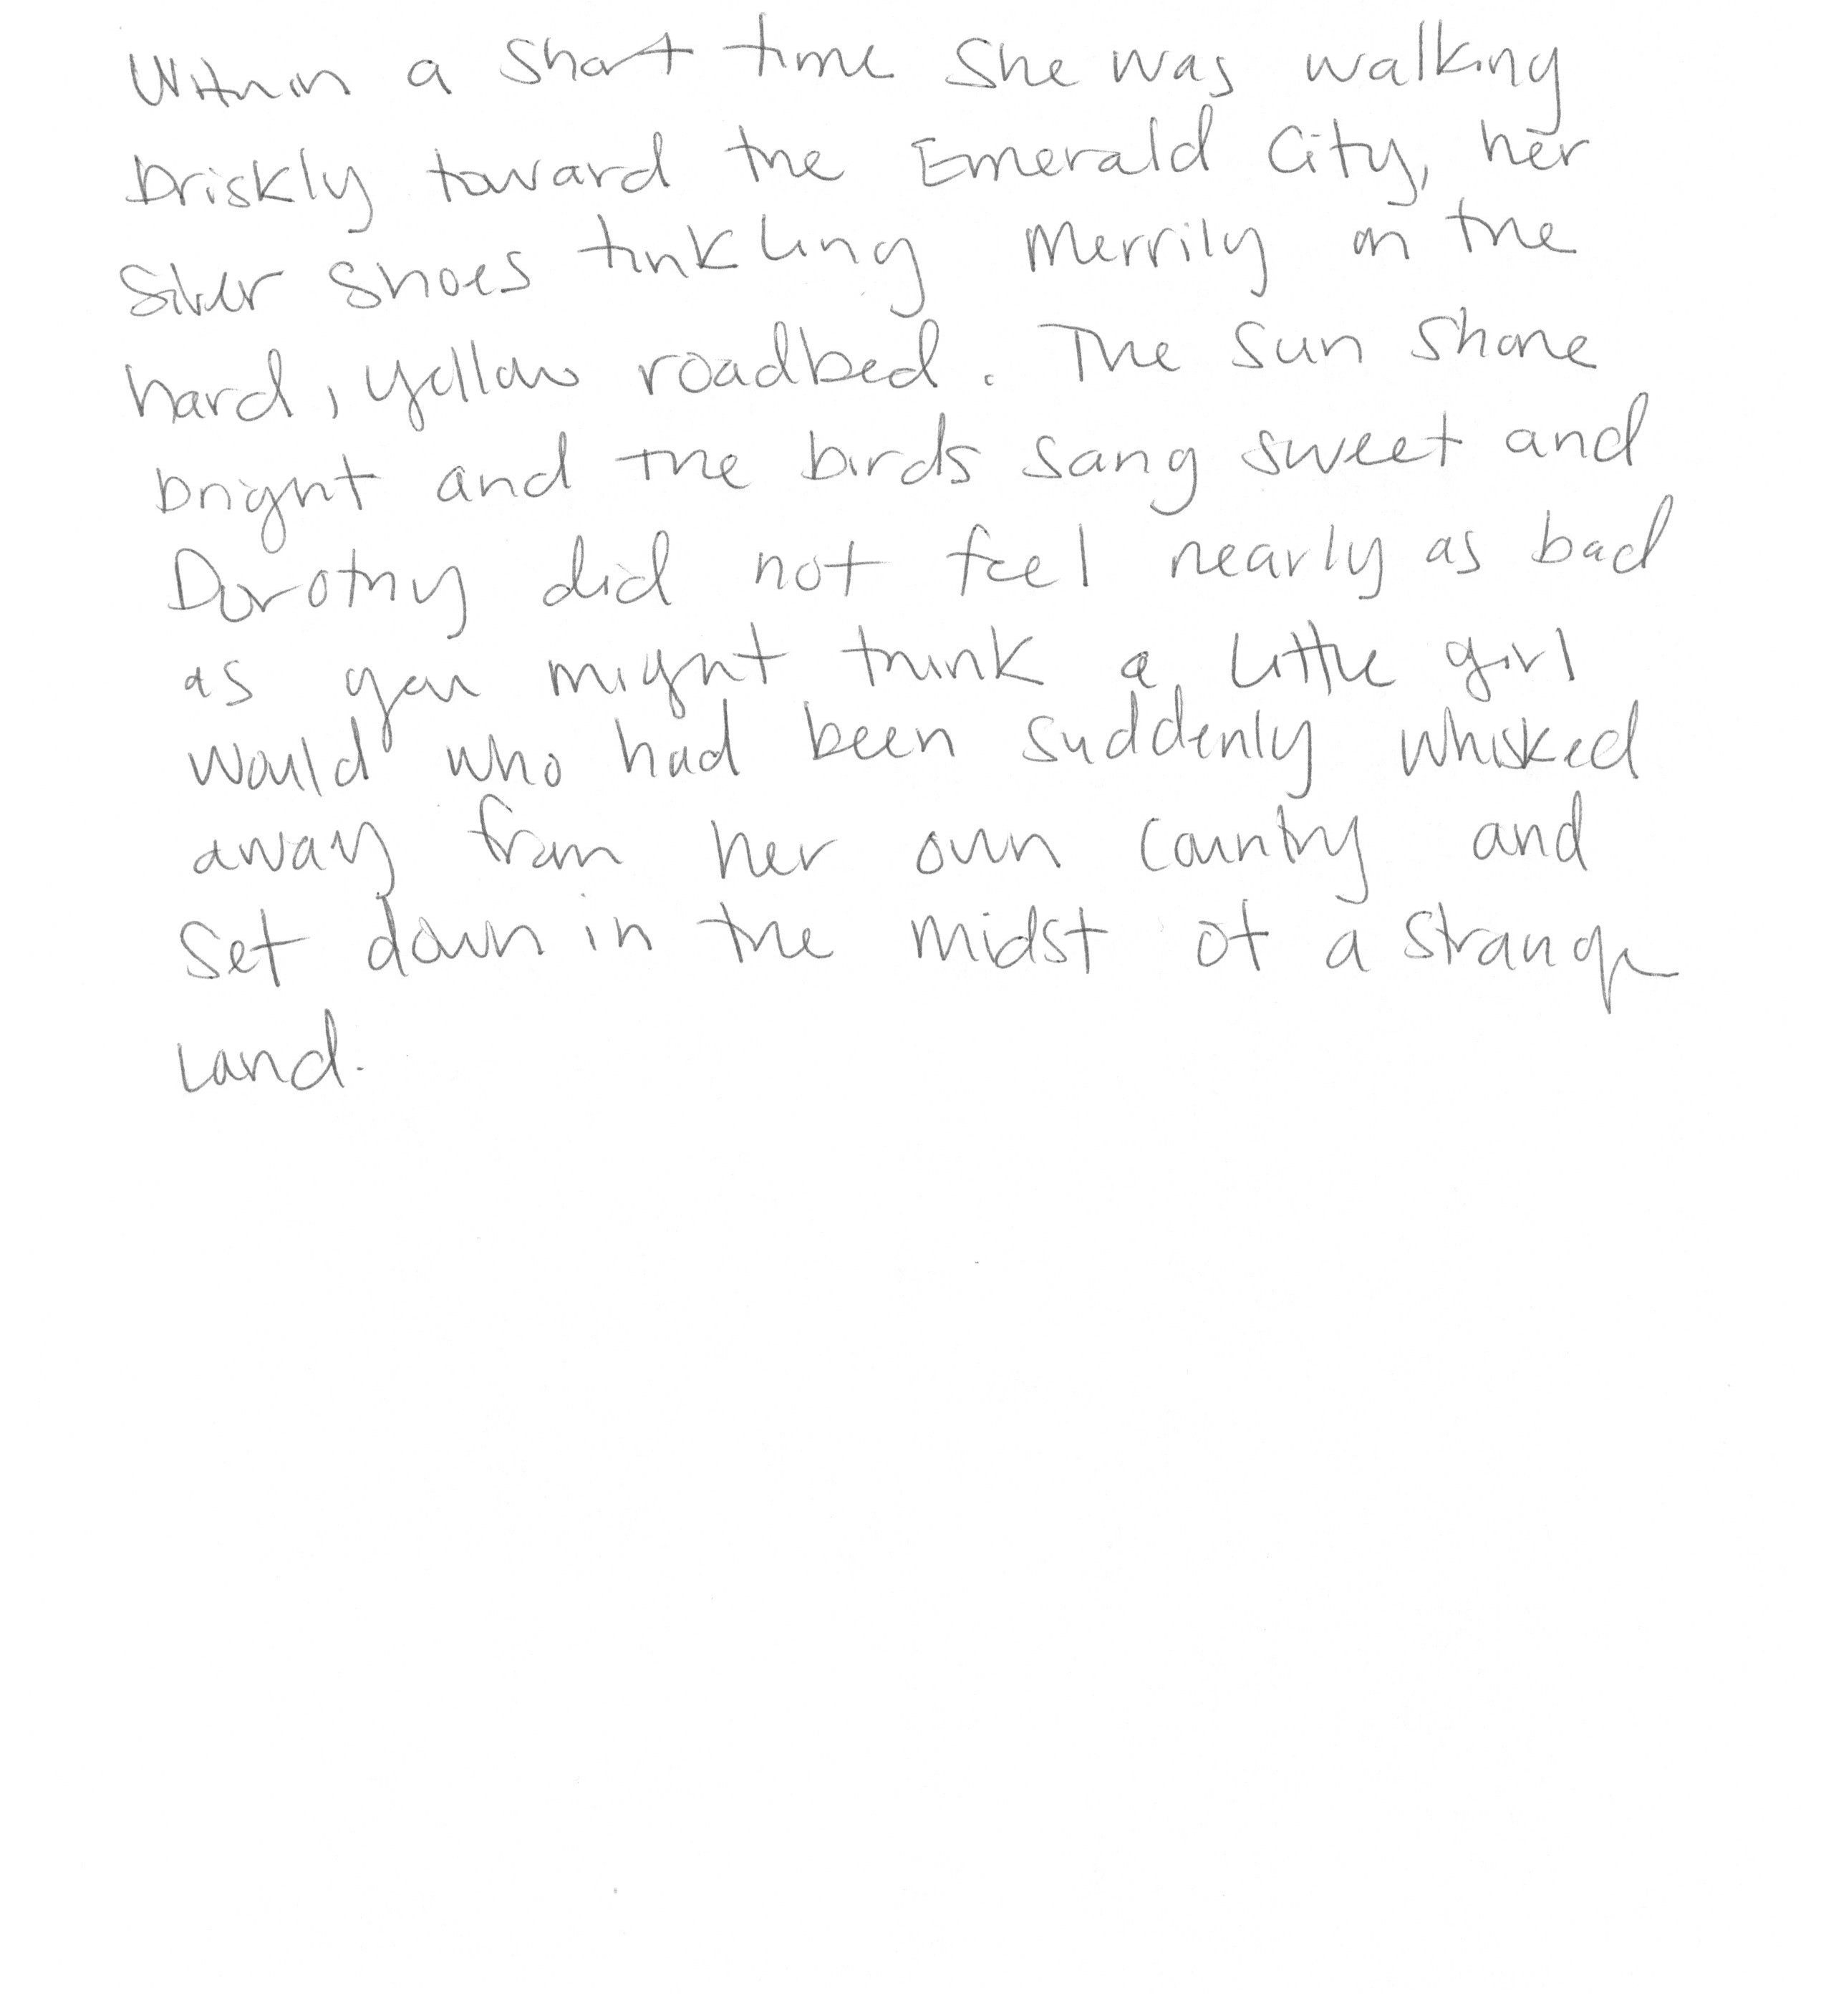 Within a short time she was walking
briskly toward the Emerald City, her
Silver Shoes tinkling merrily on the
hard, yellow roadbed. The sun shone
bright and the birds sang sweet and
Dorothy did not feel nearly as bad
as you might think a little girl
would who had been suddenly whisked
away from her own country and
set down in the midst of a strange
land.